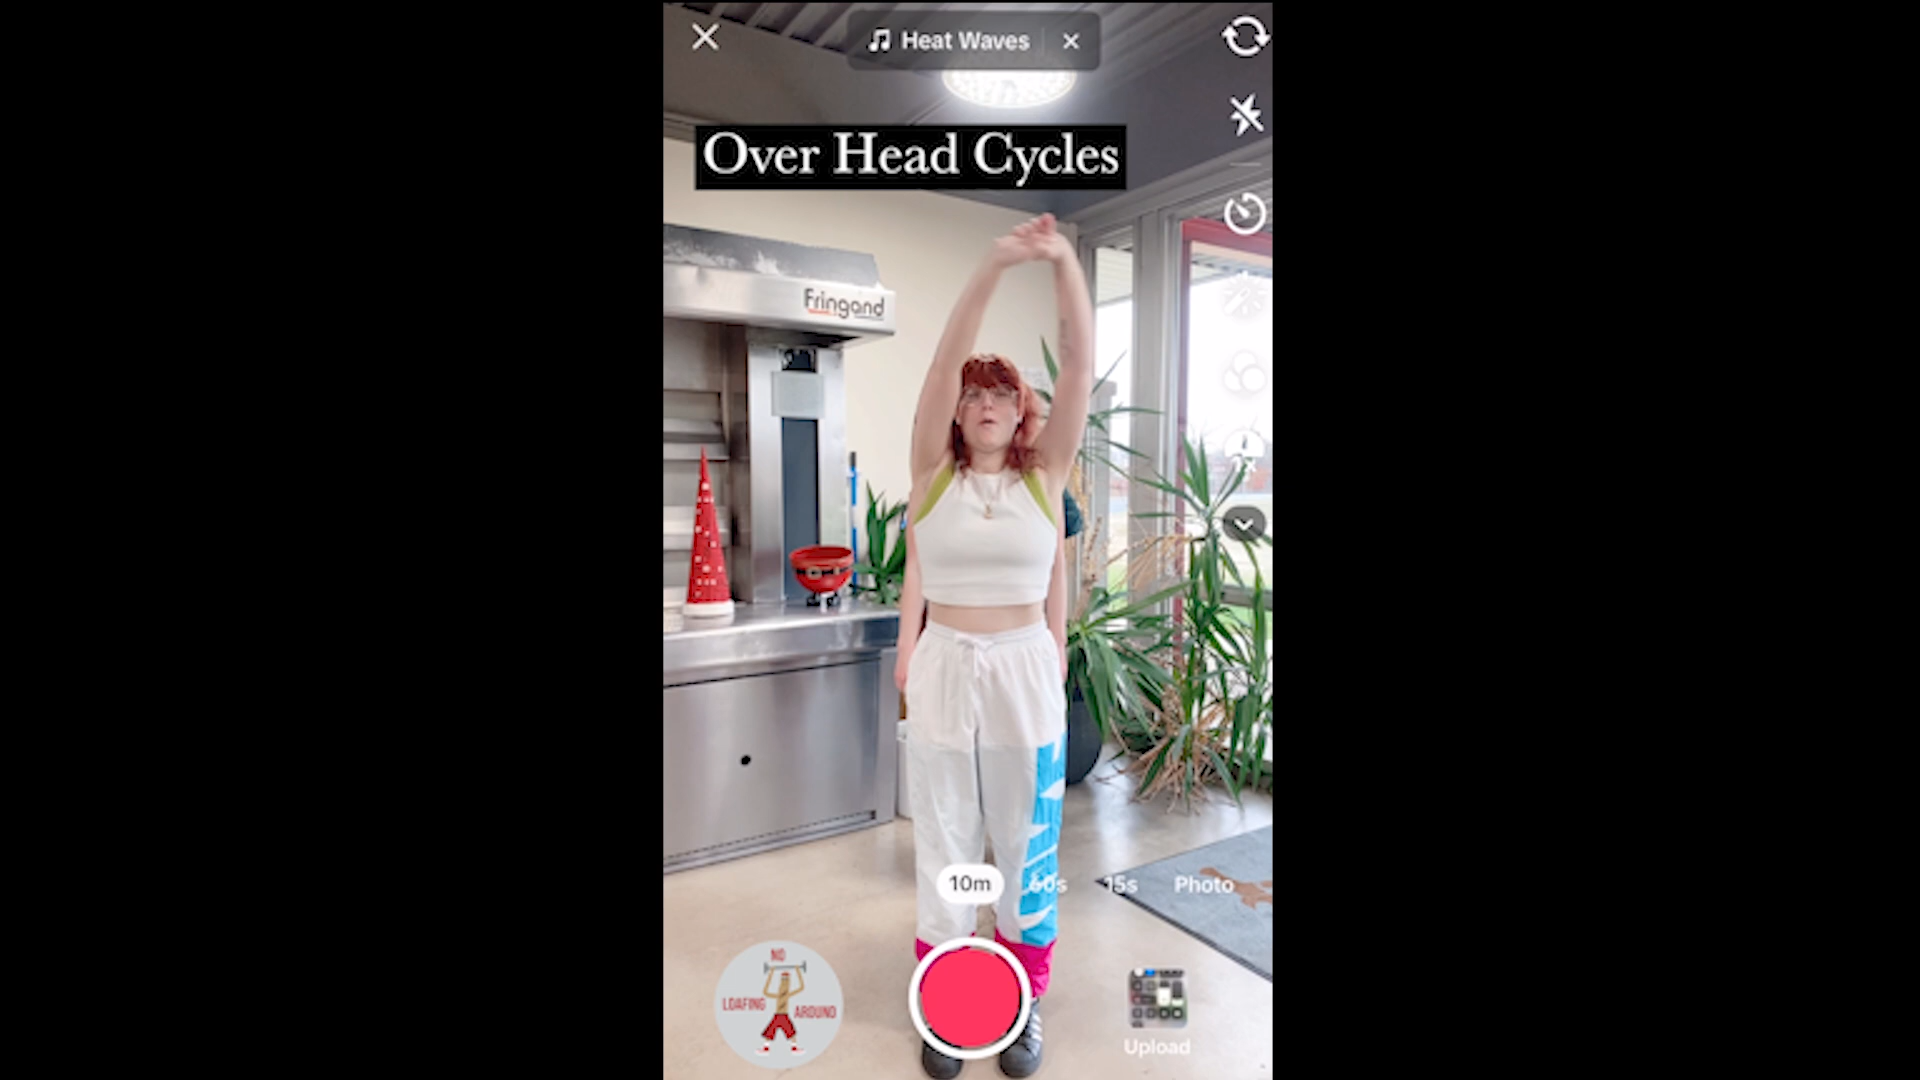 Heat Waves
Over Head Cycles
Fringand
10m 60s 15s Photo
NO
LOAFING AROUND
Upload